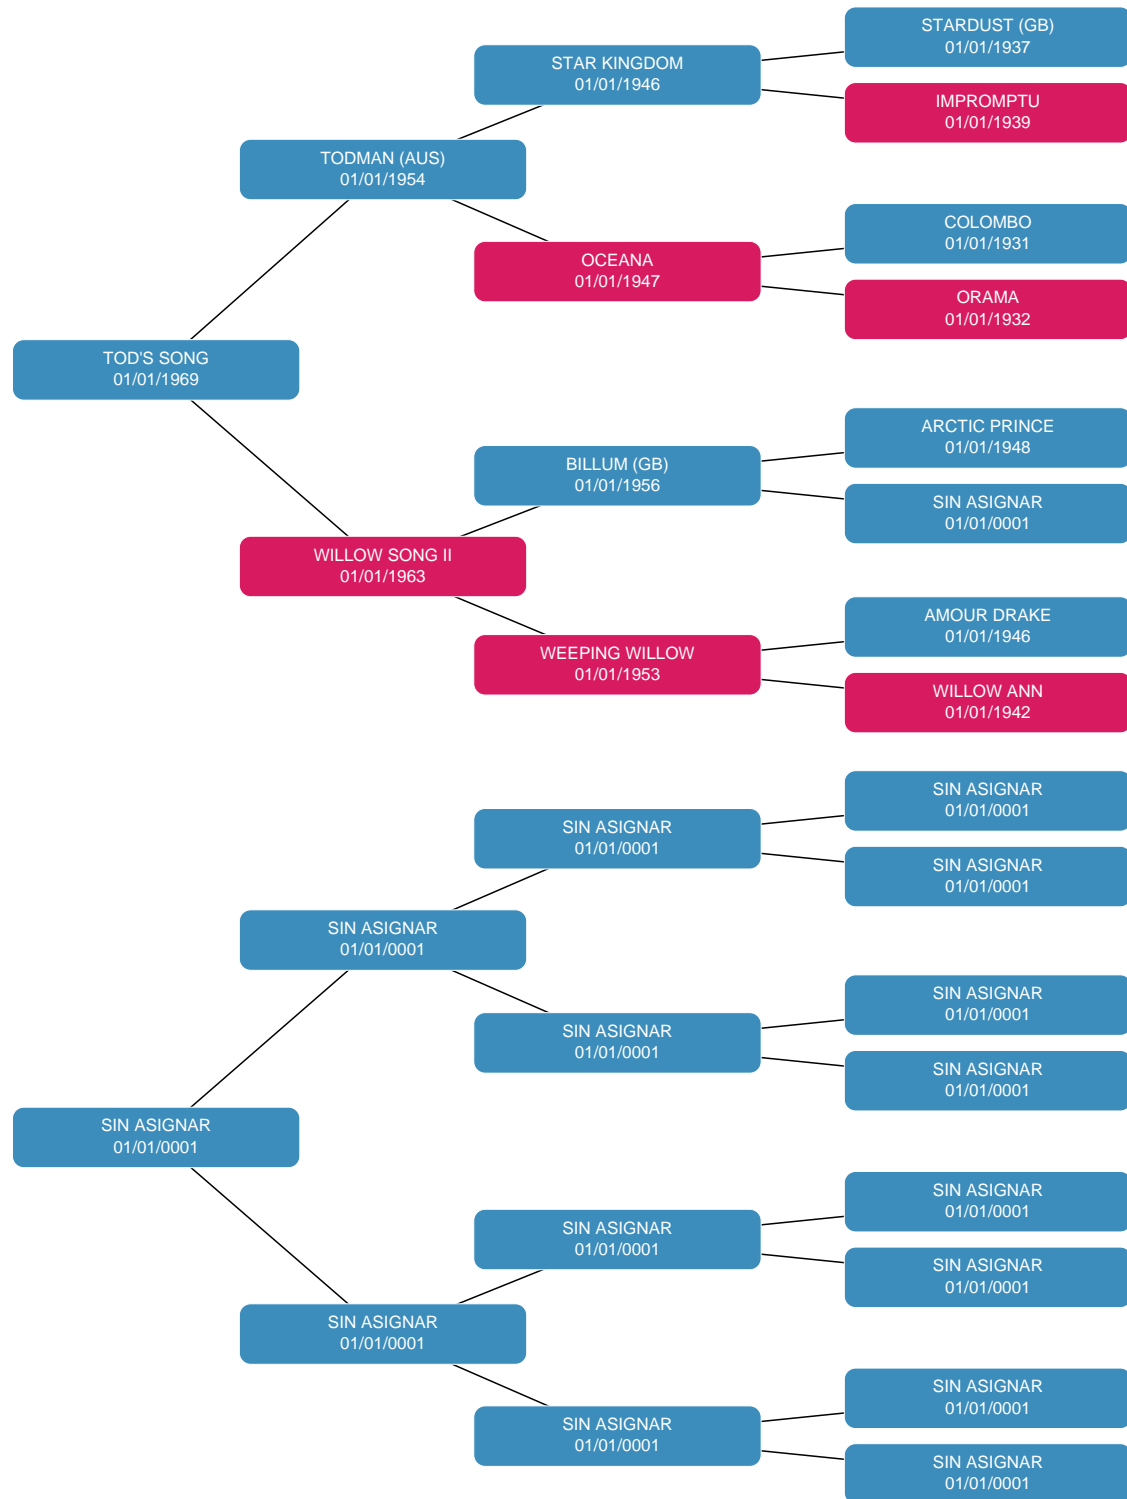 STARDUST (GB)
01/01/1937
STAR KINGDOM
01/01/1946
IMPROMPTU
01/01/1939
TODMAN (AUS)
01/01/1954
COLOMBO
01/01/1931
OCEANA
01/01/1947
ORAMA
01/01/1932
TOD'S SONG
01/01/1969
ARCTIC PRINCE
01/01/1948
BILLUM (GB)
01/01/1956
SIN ASIGNAR
01/01/0001
WILLOW SONG II
01/01/1963
AMOUR DRAKE
01/01/1946
WEEPING WILLOW
01/01/1953
WILLOW ANN
01/01/1942
SIN ASIGNAR
01/01/0001
SIN ASIGNAR
01/01/0001
SIN ASIGNAR
01/01/0001
SIN ASIGNAR
01/01/0001
SIN ASIGNAR
01/01/0001
SIN ASIGNAR
01/01/0001
SIN ASIGNAR
01/01/0001
SIN ASIGNAR
01/01/0001
SIN ASIGNAR
01/01/0001
SIN ASIGNAR
01/01/0001
SIN ASIGNAR
01/01/0001
SIN ASIGNAR
01/01/0001
SIN ASIGNAR
01/01/0001
SIN ASIGNAR
01/01/0001
SIN ASIGNAR
01/01/0001